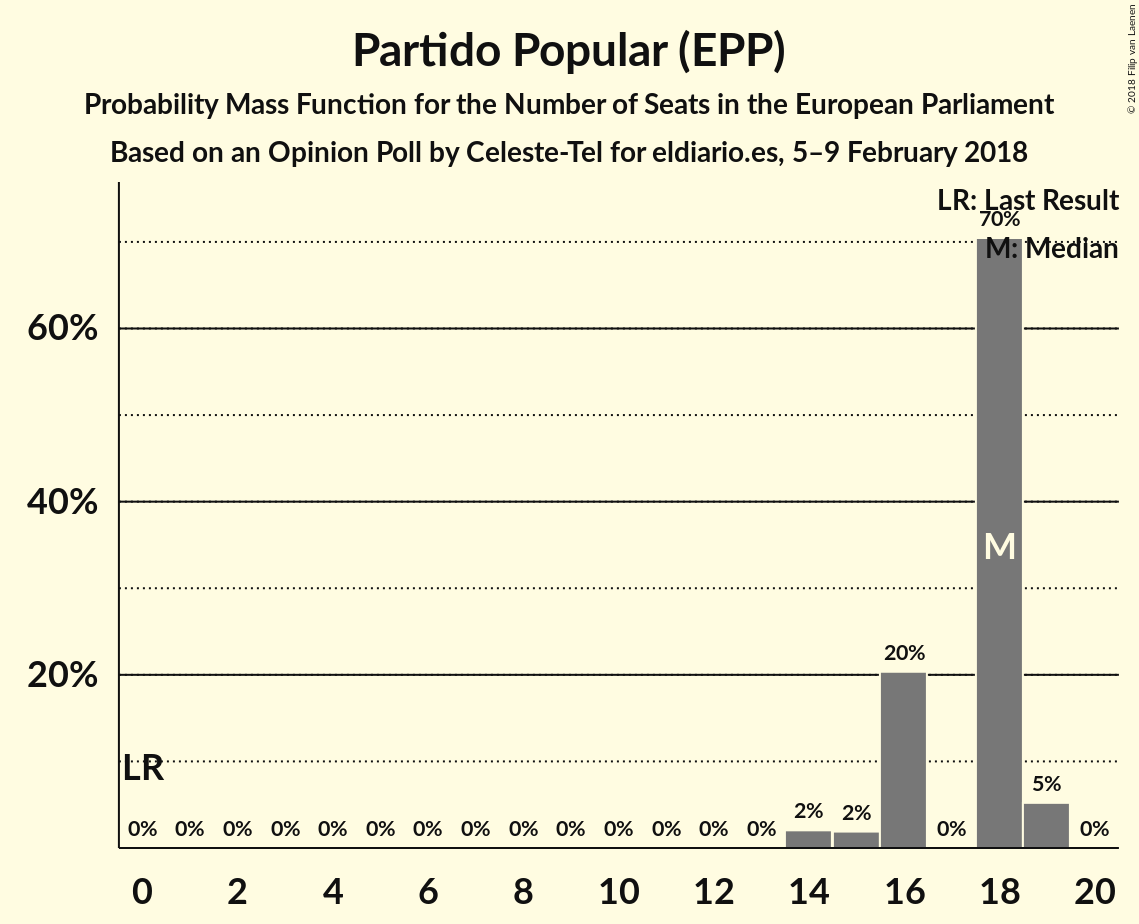 Partido Popular (EPP)
Probability Mass Function for the Number of Seats in the European Parliament
Based on an Opinion Poll by Celeste-Tel for eldiario.es, 5–9 February 2018
© 2018 Filip van Laenen
LR: Last Result
70%
M: Median
60%
40%
M
20%
20%
LR
5%
2%
2%
0% 0% 0% 0% 0% 0% 0% 0% 0% 0% 0% 0% 0% 0% 0% 0%
0 2 4 6 8 10 12 14 16 18 20